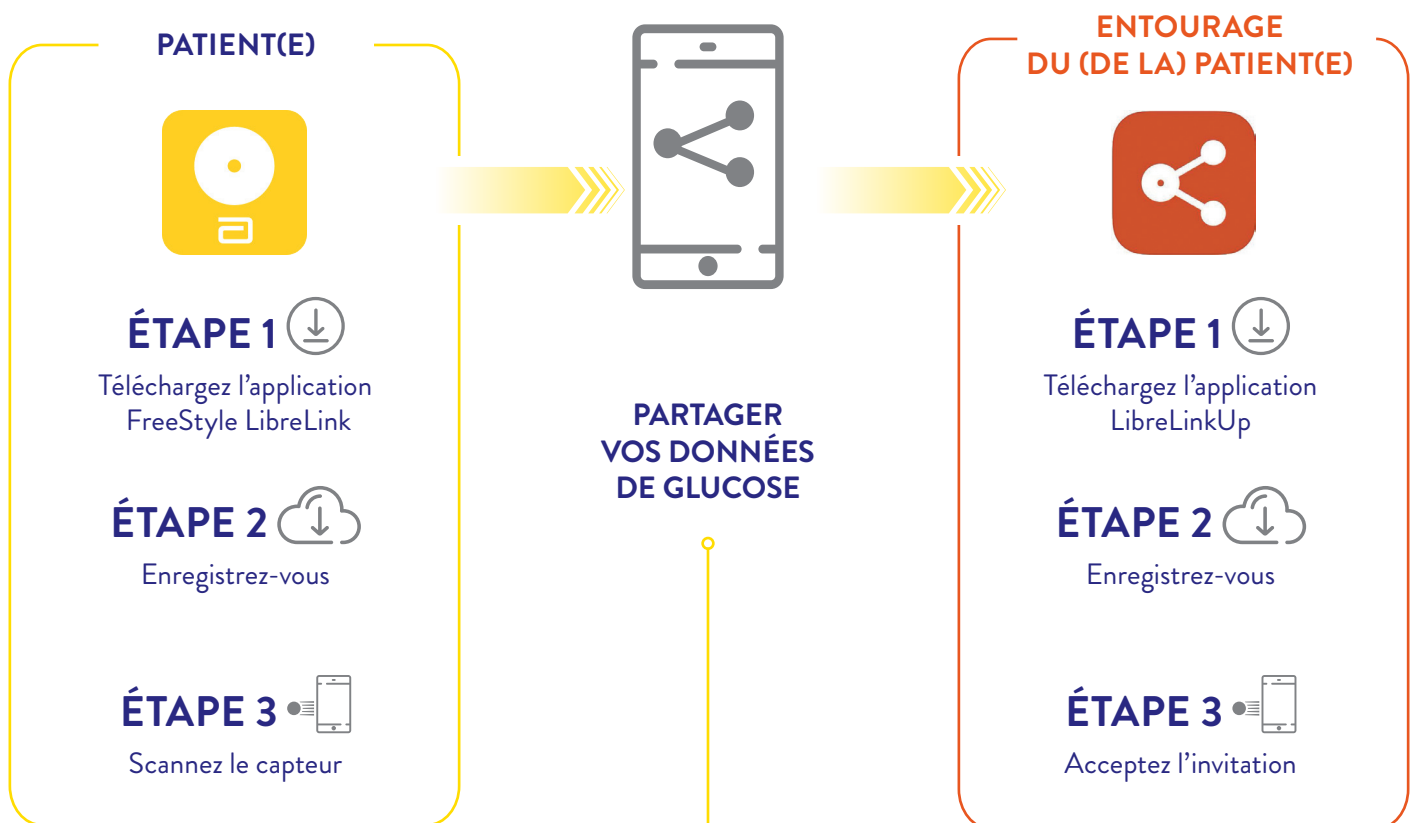 PATIENT(E)
ÉTAPE 1
Téléchargez l'application
FreeStyle LibreLink
ÉTAPE 2
Enregistrez-vous
ÉTAPE 3
Scannez le capteur
PARTAGER
VOS DONNÉES
DE GLUCOSE
ENTOURAGE
DU (DE LA) PATIENT(E)
ÉTAPE 1
Téléchargez l'application
LibreLinkUp
ÉTAPE 2
Enregistrez-vous
ÉTAPE 3
Acceptez l'invitation